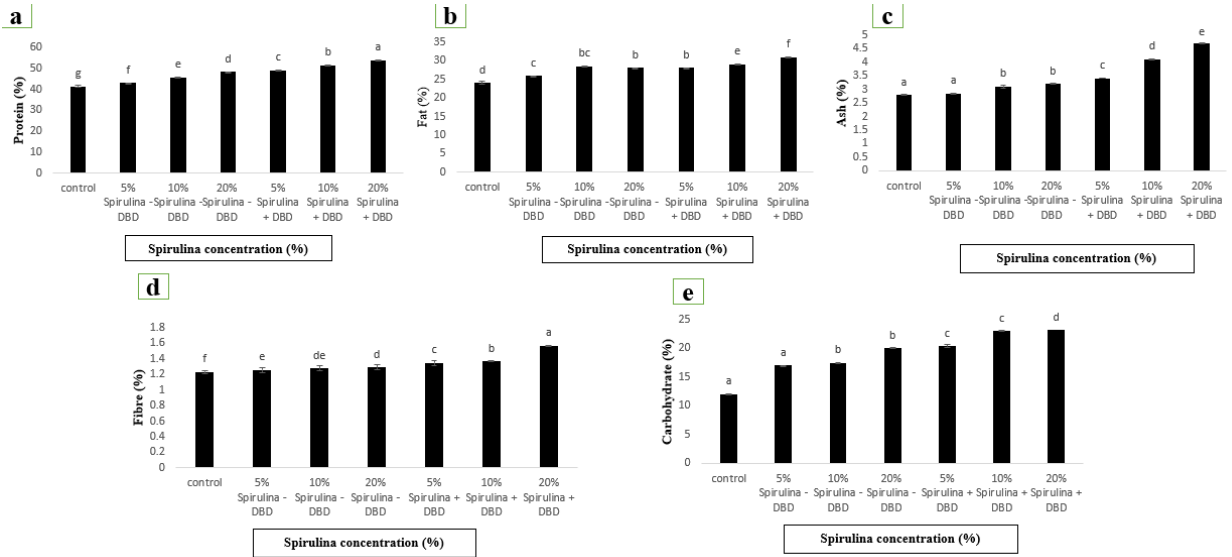 a
Protein (%)
60
50
40
30
20
10
0
g
f
e
d
c
b
a
control
5% Spirulina - DBD
10% Spirulina - DBD
20% Spirulina - DBD
5% Spirulina + DBD
10% Spirulina + DBD
20% Spirulina + DBD
Spirulina concentration (%)
b
Fat (%)
35
30
25
20
15
10
5
0
d
c
bc
b
b
e
f
control
5% Spirulina - DBD
10% Spirulina - DBD
20% Spirulina - DBD
5% Spirulina + DBD
10% Spirulina + DBD
20% Spirulina + DBD
Spirulina concentration (%)
c
Ash (%)
5
4.5
4
3.5
3
2.5
2
1.5
1
0.5
0
a
a
b
b
c
d
e
control
5% Spirulina - DBD
10% Spirulina - DBD
20% Spirulina - DBD
5% Spirulina + DBD
10% Spirulina + DBD
20% Spirulina + DBD
Spirulina concentration (%)
d
Fibre (%)
1.8
1.6
1.4
1.2
1
0.8
0.6
0.4
0.2
0
f
e
de
d
c
b
a
control
5% Spirulina - DBD
10% Spirulina - DBD
20% Spirulina - DBD
5% Spirulina + DBD
10% Spirulina + DBD
20% Spirulina + DBD
Spirulina concentration (%)
e
Carbohydrate (%)
25
20
15
10
5
0
a
a
b
b
c
c
d
control
5% Spirulina - DBD
10% Spirulina - DBD
20% Spirulina - DBD
5% Spirulina + DBD
10% Spirulina + DBD
20% Spirulina + DBD
Spirulina concentration (%)